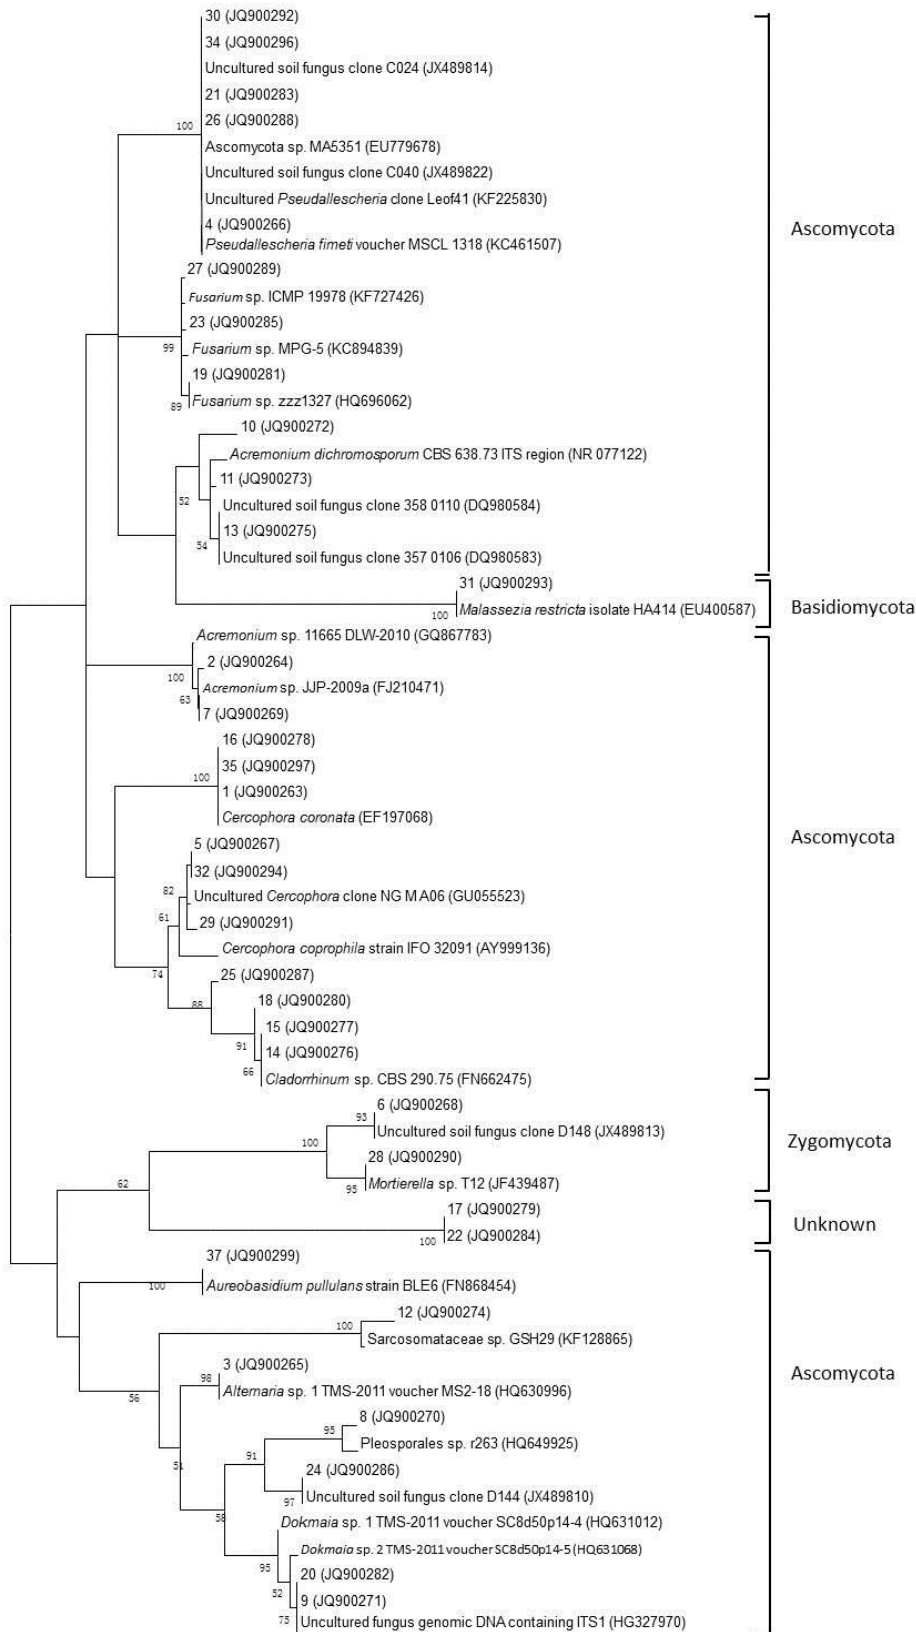 30 (JQ900292)
34 (JQ900296)
Uncultured soil fungus clone C024 (JX489814)
21 (JQ900283)
26 (JQ900288)
100
Ascomycota sp. MA5351 (EU779678)
Uncultured soil fungus clone C040 (JX489822)
Uncultured Pseudallescheria clone Leof41 (KF225830)
4 (JQ900266)
Ascomycota
Pseudallescheria fimeti voucher MSCL 1318 (KC461507)
27 (JQ900289)
Fusarium sp. ICMP 19978 (KF727426)
23 (JQ900285)
99
Fusarium sp. MPG-5 (KC894839)
19 (JQ900281)
89
Fusarium sp. zzz1327 (HQ696062)
10 (JQ900272)
Acremonium dichromosporum CBS 638.73 ITS region (NR 077122)
11 (JQ900273)
52
Uncultured soil fungus clone 358 0110 (DQ980584)
13 (JQ900275)
54
Uncultured soil fungus clone 357 0106 (DQ980583)
31 (JQ900293)
100
Malassezia restricta isolate HA414 (EU400587)
Basidiomycota
Acremonium sp. 11665 DLW-2010 (GQ867783)
2 (JQ900264)
100
Acremonium sp. JJP-2009a (FJ210471)
63
7 (JQ900269)
16 (JQ900278)
35 (JQ900297)
100
1 (JQ900263)
Cercophora coronata (EF197068)
Ascomycota
5 (JQ900267)
32 (JQ900294)
82
Uncultured Cercophora clone NG M A06 (GU055523)
61
29 (JQ900291)
Cercophora coprophila strain IFO 32091 (AY999136)
74
25 (JQ900287)
88
18 (JQ900280)
15 (JQ900277)
91
14 (JQ900276)
66
Cladorrhinum sp. CBS 290.75 (FN662475)
6 (JQ900268)
93
Uncultured soil fungus clone D148 (JX489813)
100
Zygomycota
28 (JQ900290)
62
95
Mortierella sp. T12 (JF439487)
17 (JQ900279)
Unknown
100
22 (JQ900284)
37 (JQ900299)
100
Aureobasidium pullulans strain BLE6 (FN868454)
12 (JQ900274)
100
Sarcosomataceae sp. GSH29 (KF128865)
3 (JQ900265)
Ascomycota
98
Alternaria sp. 1 TMS-2011 voucher MS2-18 (HQ630996)
56
8 (JQ900270)
95
Pleosporales sp. r263 (HQ649925)
91
51
24 (JQ900286)
97
Uncultured soil fungus clone D144 (JX489810)
58
Dokmaia sp. 1 TMS-2011 voucher SC8d50p14-4 (HQ631012)
Dokmaia sp. 2 TMS-2011 voucher SC8d50p14-5 (HQ631068)
95
20 (JQ900282)
52
9 (JQ900271)
75
Uncultured fungus genomic DNA containing ITS1 (HG327970)